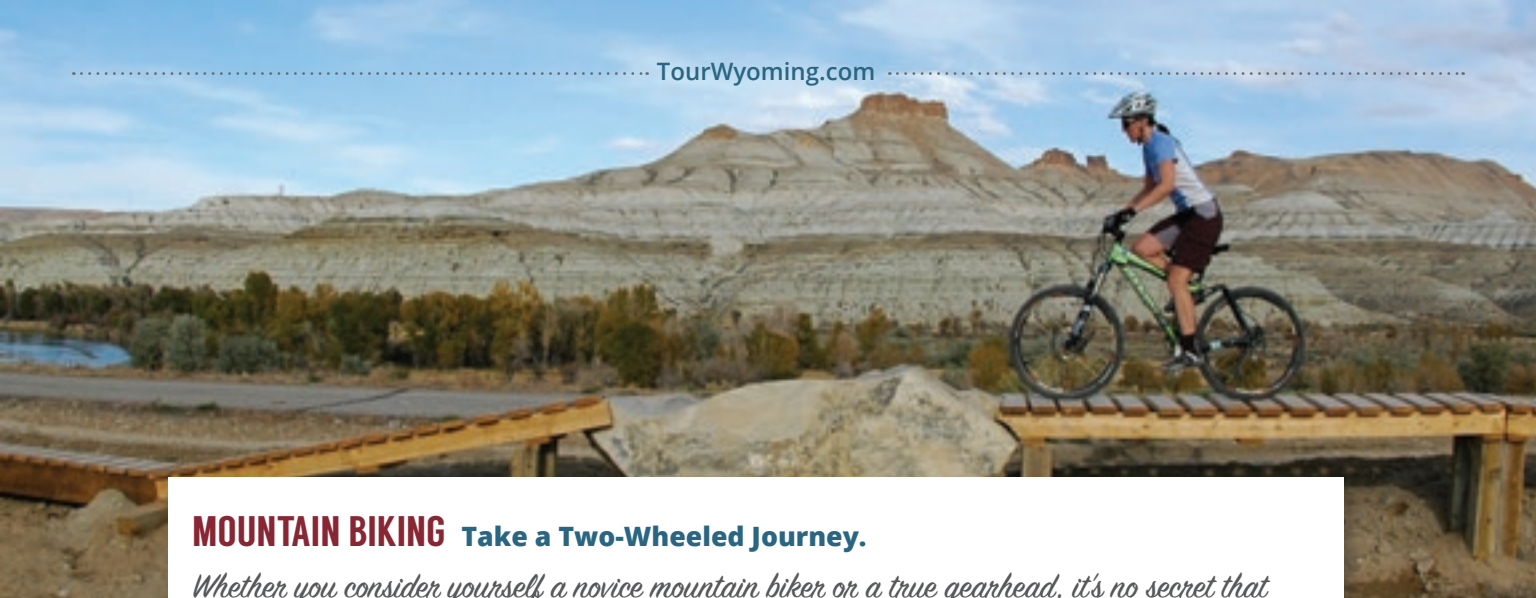 TourWyoming.com
MOUNTAIN BIKING Take a Two-Wheeled Journey.
Whether you consider yourself a novice mountain biker or a true gearhead, it's no secret that